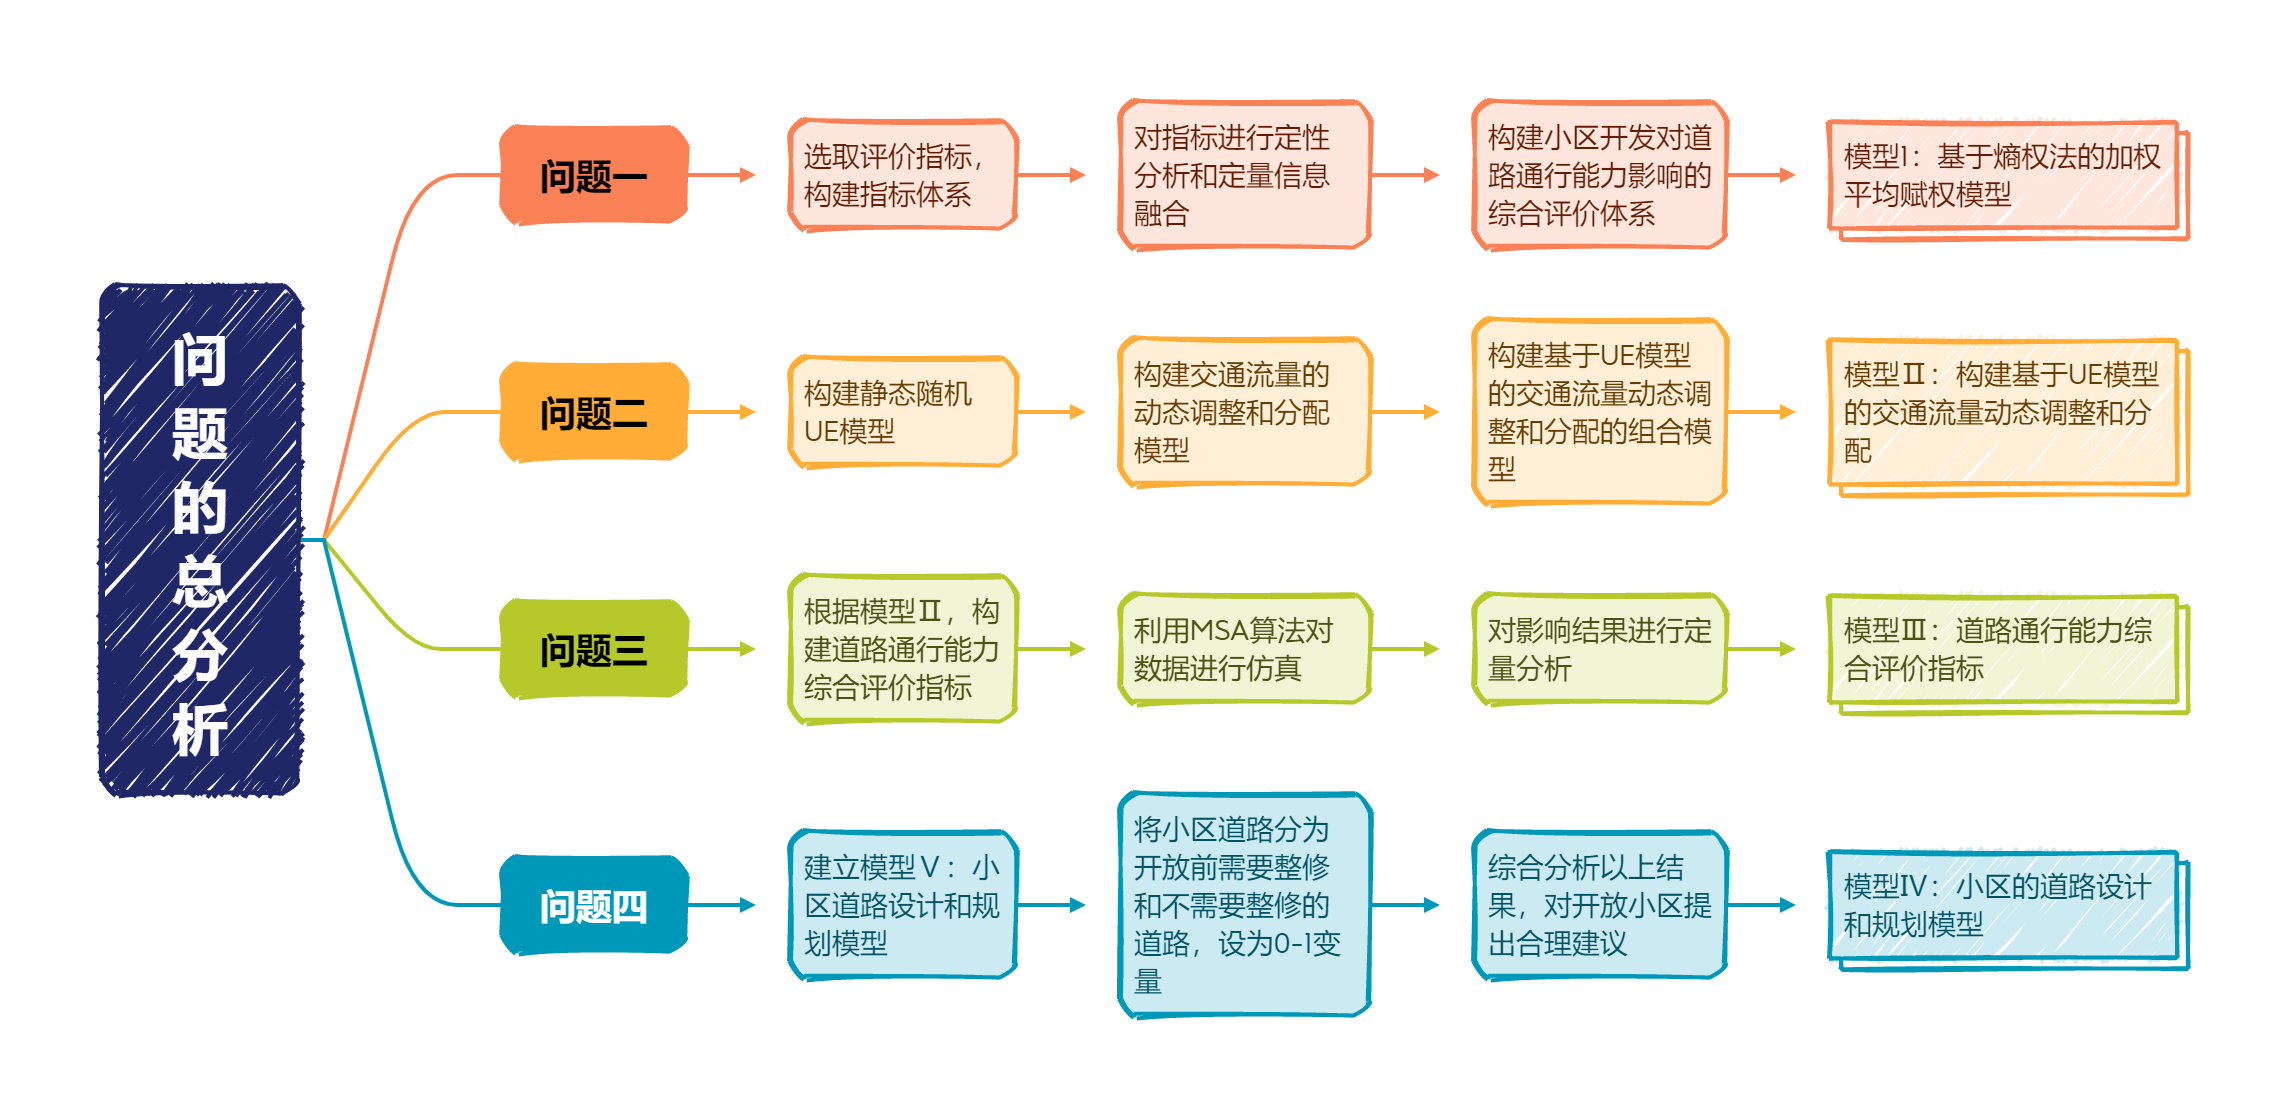 问题的总分析
问题一
选取评价指标，
构建指标体系
对指标进行定性
分析和定量信息
融合
构建小区开发对道
路通行能力影响的
综合评价体系
模型I：基于熵权法的加权
平均赋权模型
问题二
构建静态随机
UE模型
构建交通流量的
动态调整和分配
模型
构建基于UE模型
的交通流量动态调
整和分配的组合模
型
模型Ⅱ：构建基于UE模型
的交通流量动态调整和分
配
问题三
根据模型Ⅱ，构
建道路通行能力
综合评价指标
利用MSA算法对
数据进行仿真
对影响结果进行定
量分析
模型Ⅲ：道路通行能力综
合评价指标
问题四
建立模型Ⅴ：小
区道路设计和规
划模型
将小区道路分为
开放前需要整修
和不需要整修的
道路，设为0-1变
量
综合分析以上结
果，对开放小区提
出合理建议
模型IV：小区的道路设计
和规划模型